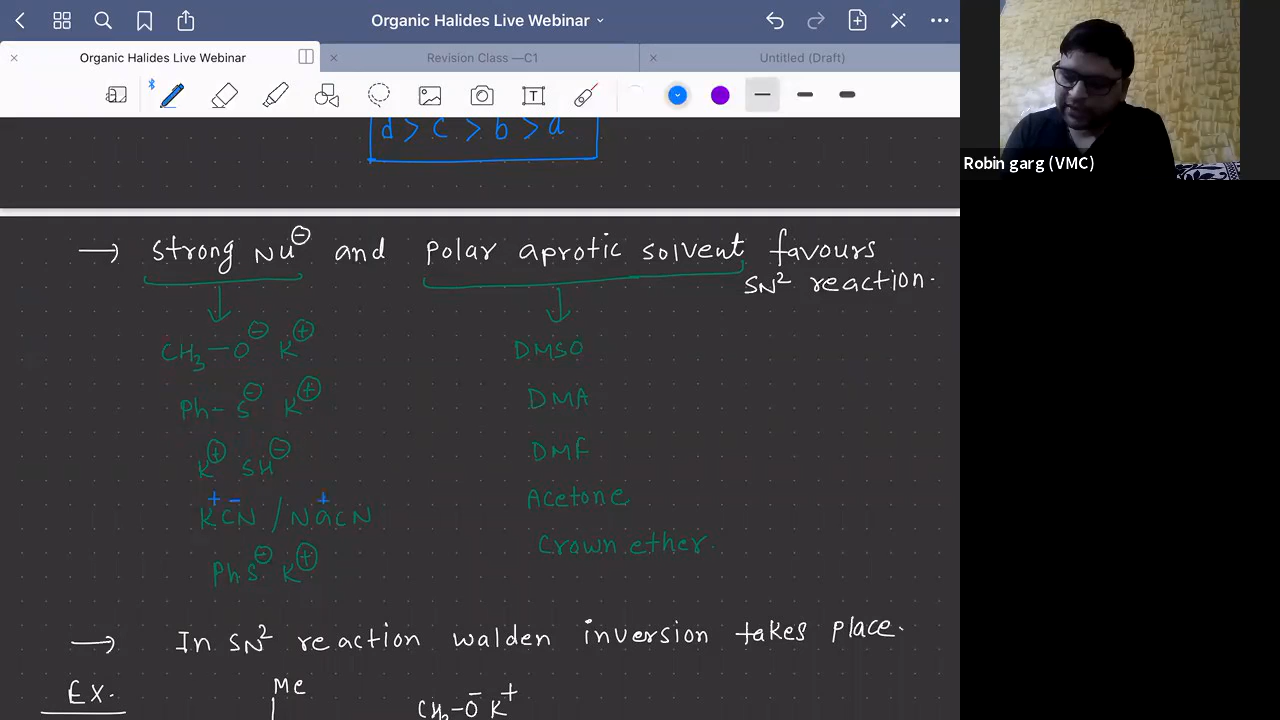 Organic Halides Live Webinar
Organic Halides Live Webinar
Revision Class —C1
Untitled (Draft)
T
d > c > b > a
Robin garg (VMC)
→ strong Nu⊖ and polar aprotic solvent favours
SN² reaction.
CH₃—O⊖ K⊕
DMSO
Ph-S⊖ K⊕
DMA
K⊕ SH⊖
DMF
K⁺C⁻N / Na⁺CN
Acetone
Crown ether.
PhS⊖ K⊕
→ In SN² reaction walden inversion takes place.
Ex.
Me
CH₃-O⁻ K⁺